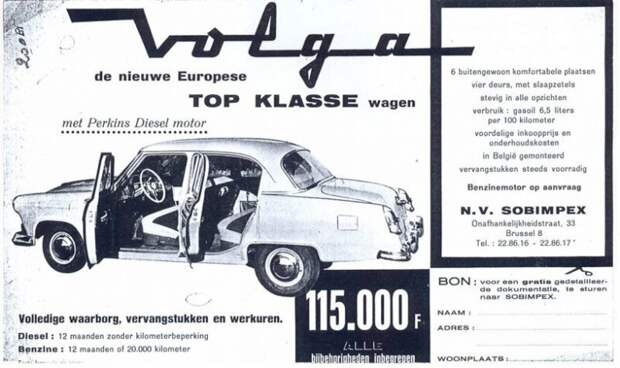 Volga
de nieuwe Europese
TOP KLASSE wagen
met Perkins Diesel motor
6 buitengewoon komfortabele plaatsen
vier deurs, met slaapzetels
stevig in alle opzichten
verbruik : gasoil 6,5 liters
per 100 kilometer
voordelige inkoopprijs en
onderhoudskosten
in België gemonteerd
vervangstukken steeds voorradig
Benzinemotor op aanvraag
N.V. SOBIMPEX
Onafhankelijkheidstraat, 33
Brussel 8
Tel. : 22.86.16 - 22.86.17
Volledige waarborg, vervangstukken en werkuren.
Diesel : 12 maanden zonder kilometerbeperking
Benzine : 12 maanden of 20.000 kilometer
115.000 F
ALLE
bijbehorigheden inbegrepen
BON : voor een gratis gedetailleer-
de dokumentatie, te sturen
naar SOBIMPEX.
NAAM :
ADRES :
WOONPLAATS :